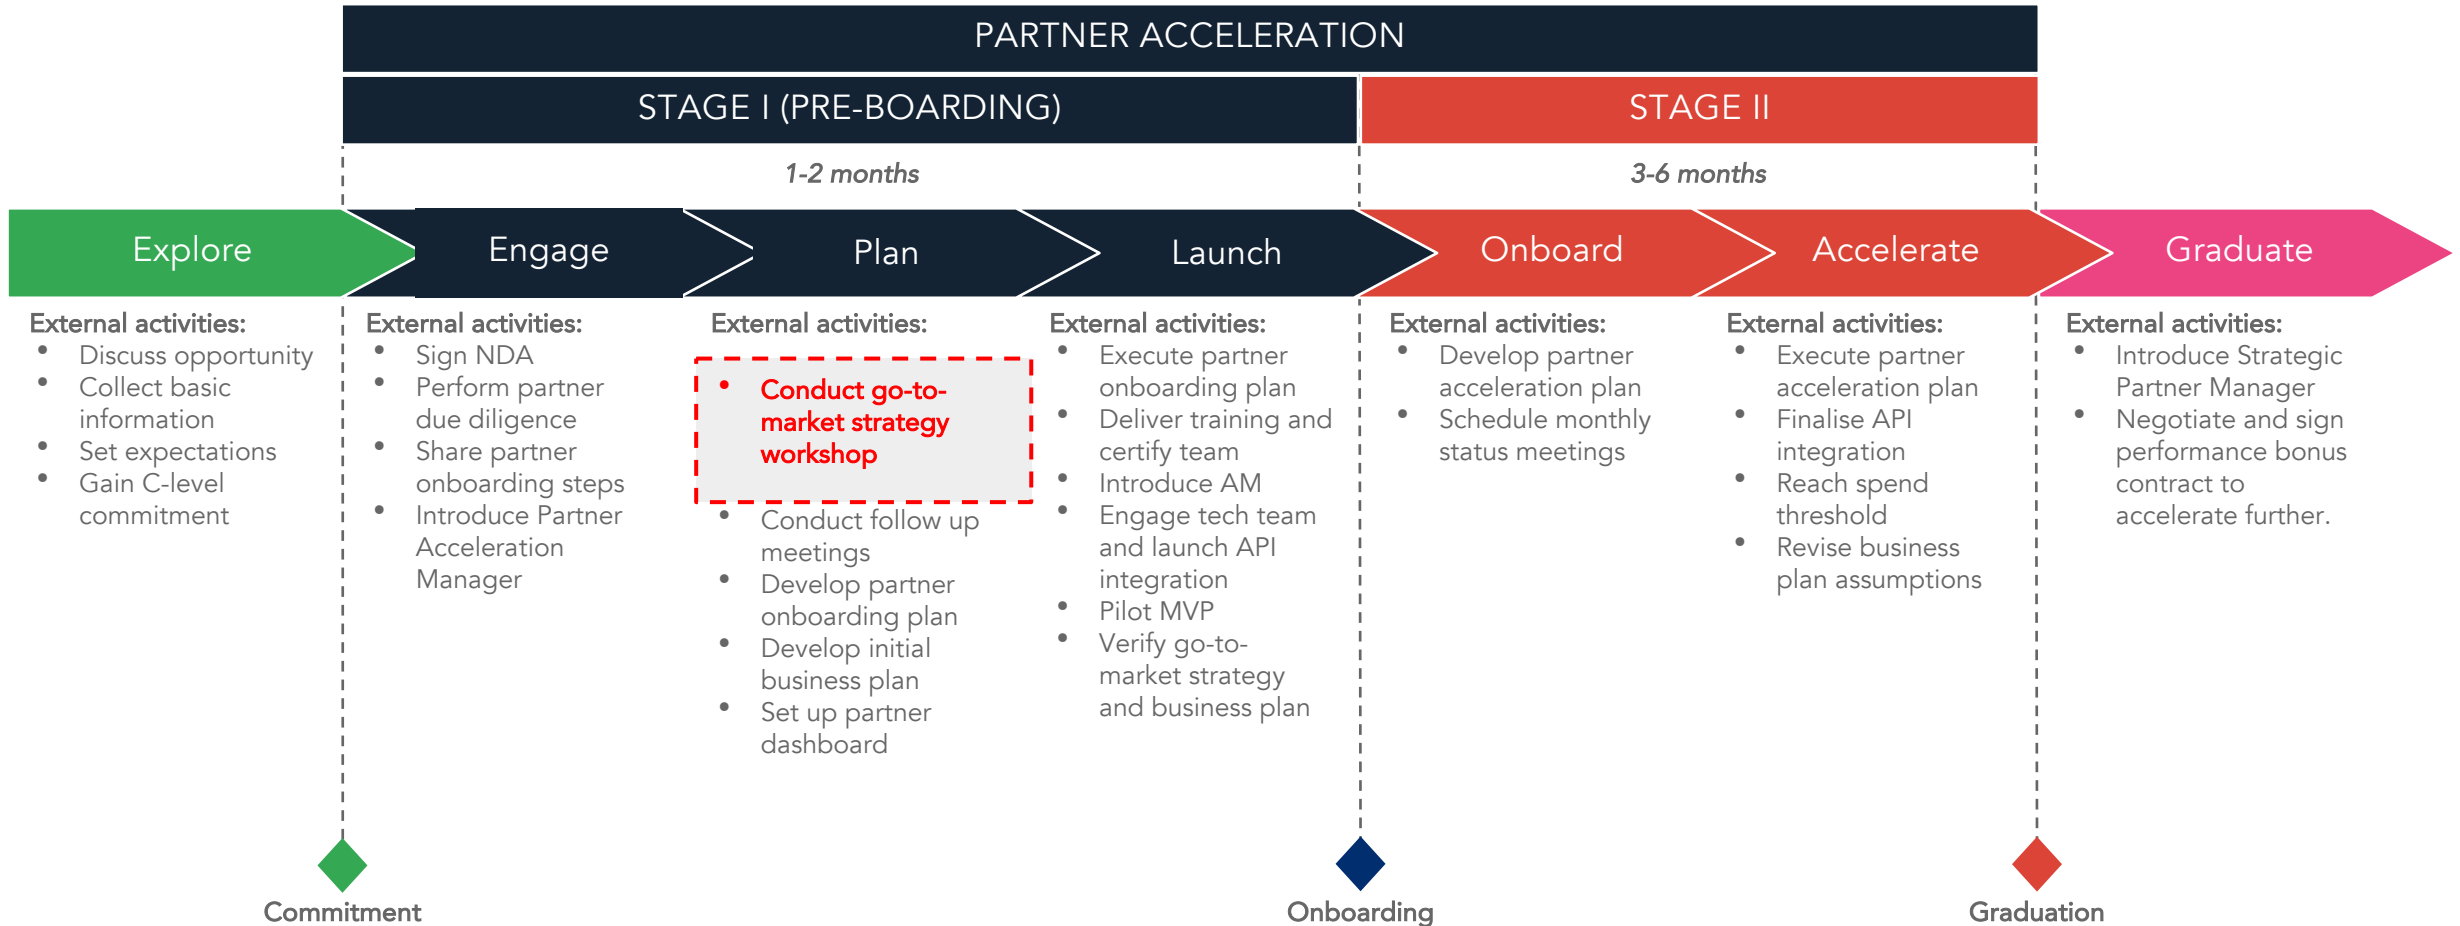 PARTNER ACCELERATION
STAGE I (PRE-BOARDING)
STAGE II
1-2 months
3-6 months
Explore
Engage
Plan
Launch
Onboard
Accelerate
Graduate
External activities:
• Discuss opportunity
• Collect basic
information
• Set expectations
• Gain C-level
commitment
External activities:
• Sign NDA
• Perform partner
due diligence
• Share partner
onboarding steps
• Introduce Partner
Acceleration
Manager
External activities:
• Conduct go-to-
market strategy
workshop
• Conduct follow up
meetings
• Develop partner
onboarding plan
• Develop initial
business plan
• Set up partner
dashboard
External activities:
• Execute partner
onboarding plan
• Deliver training and
certify team
• Introduce AM
• Engage tech team
and launch API
integration
• Pilot MVP
• Verify go-to-
market strategy
and business plan
External activities:
• Develop partner
acceleration plan
• Schedule monthly
status meetings
External activities:
• Execute partner
acceleration plan
• Finalise API
integration
• Reach spend
threshold
• Revise business
plan assumptions
External activities:
• Introduce Strategic
Partner Manager
• Negotiate and sign
performance bonus
contract to
accelerate further.
Commitment
Onboarding
Graduation